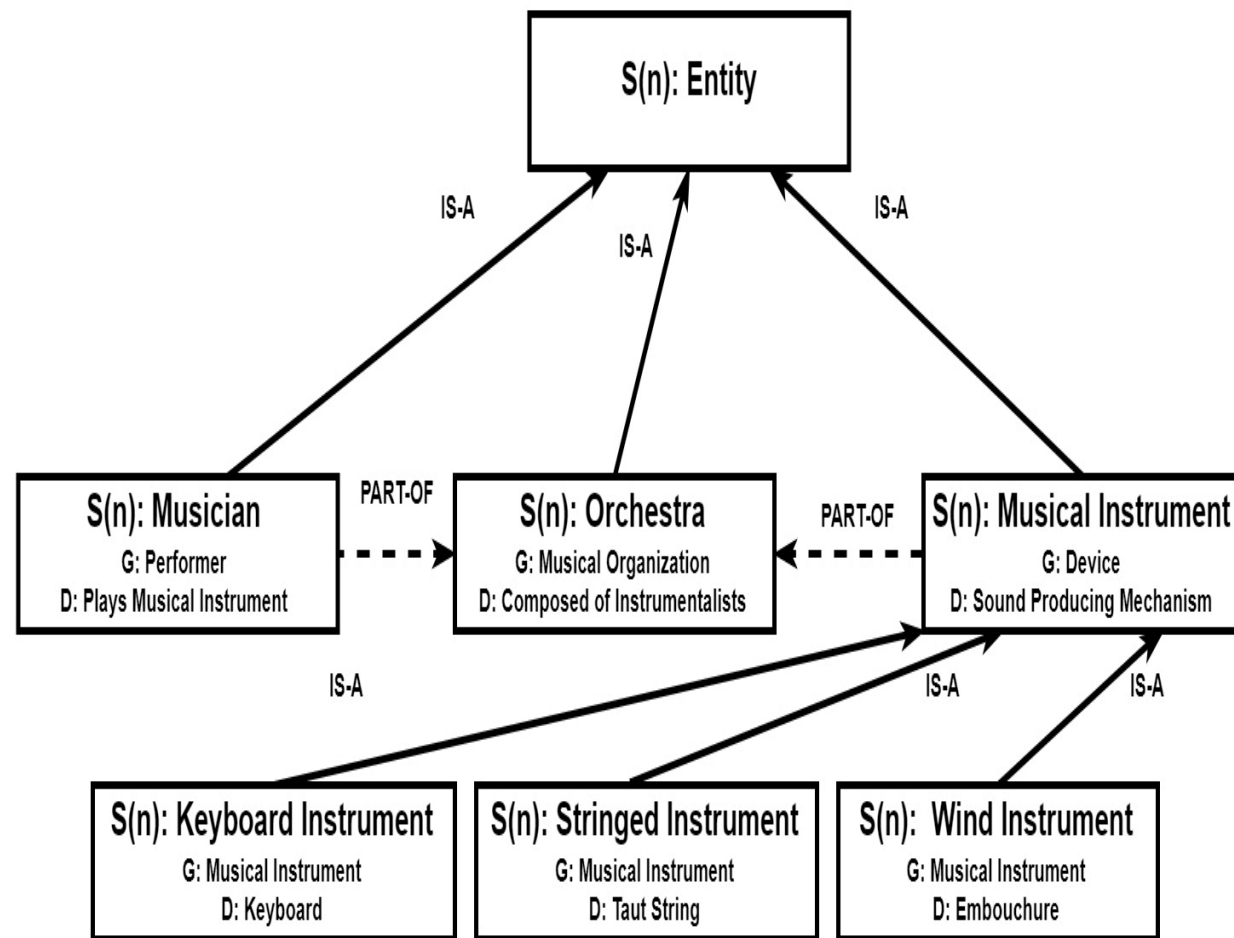 S(n): Entity
IS-A
IS-A
IS-A
S(n): Musician
G: Performer
D: Plays Musical Instrument
PART-OF
S(n): Orchestra
G: Musical Organization
D: Composed of Instrumentalists
PART-OF
S(n): Musical Instrument
G: Device
D: Sound Producing Mechanism
IS-A
IS-A
IS-A
S(n): Keyboard Instrument
G: Musical Instrument
D: Keyboard
S(n): Stringed Instrument
G: Musical Instrument
D: Taut String
S(n): Wind Instrument
G: Musical Instrument
D: Embouchure